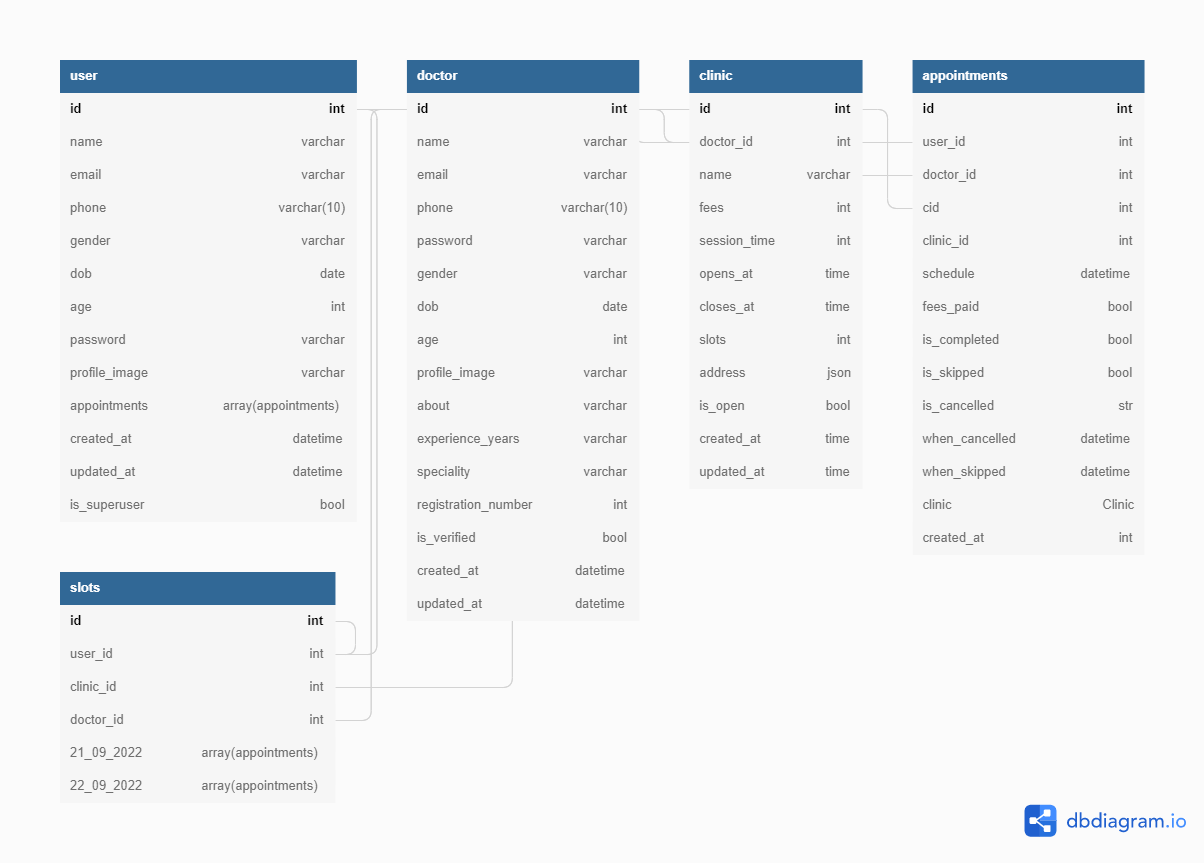 user
id int
name varchar
email varchar
phone varchar(10)
gender varchar
dob date
age int
password varchar
profile_image varchar
appointments array(appointments)
created_at datetime
updated_at datetime
is_superuser bool
doctor
id int
name varchar
email varchar
phone varchar(10)
password varchar
gender varchar
dob date
age int
profile_image varchar
about varchar
experience_years varchar
speciality varchar
registration_number int
is_verified bool
created_at datetime
updated_at datetime
clinic
id int
doctor_id int
name varchar
fees int
session_time int
opens_at time
closes_at time
slots int
address json
is_open bool
created_at time
updated_at time
appointments
id int
user_id int
doctor_id int
cid int
clinic_id int
schedule datetime
fees_paid bool
is_completed bool
is_skipped bool
is_cancelled str
when_cancelled datetime
when_skipped datetime
clinic Clinic
created_at int
slots
id int
user_id int
clinic_id int
doctor_id int
21_09_2022 array(appointments)
22_09_2022 array(appointments)
dbdiagram.io